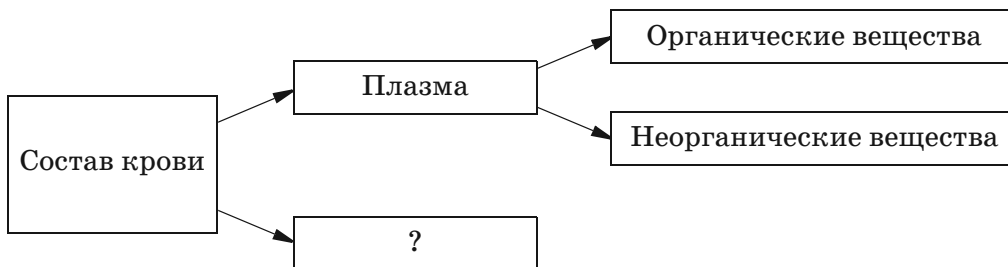 Органические вещества
Плазма
Неорганические вещества
Состав крови
?